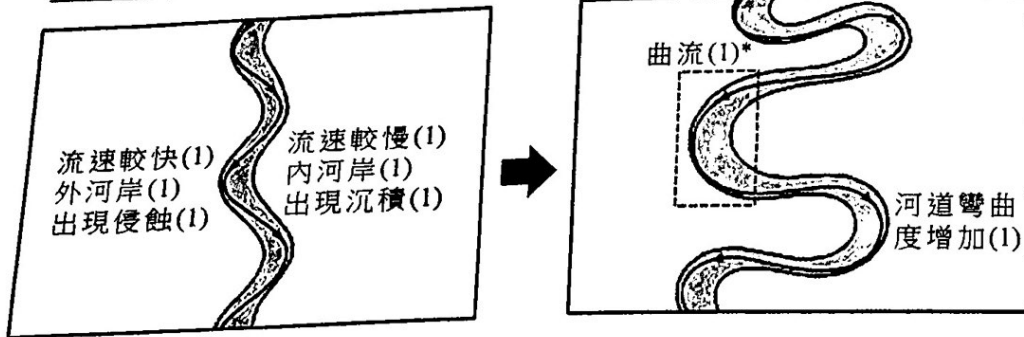 流速較快(1)
外河岸(1)
出現侵蝕(1)
流速較慢(1)
內河岸(1)
出現沉積(1)
曲流(1)*
河道彎曲
度增加(1)